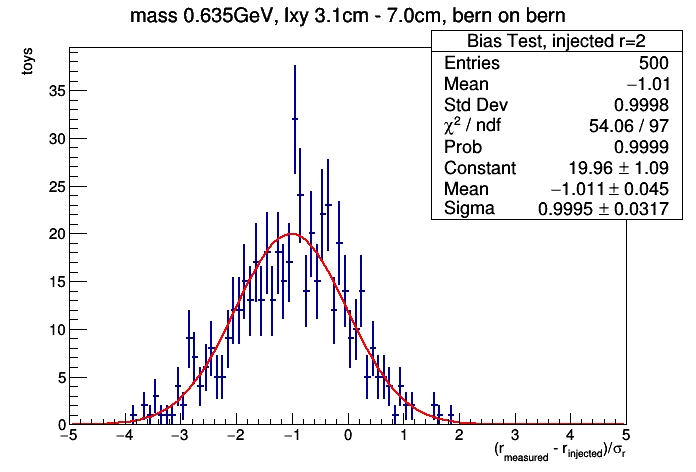 mass 0.635GeV, lxy 3.1cm - 7.0cm, bern on bern
Bias Test, injected r=2
Entries 500
Mean −1.01
Std Dev 0.9998
χ² / ndf 54.06 / 97
Prob 0.9999
Constant 19.96 ± 1.09
Mean −1.011 ± 0.045
Sigma 0.9995 ± 0.0317
toys
35
30
25
20
15
10
5
0
−5 −4 −3 −2 −1 0 1 2 3 4 5
(r_measured - r_injected)/σ_r